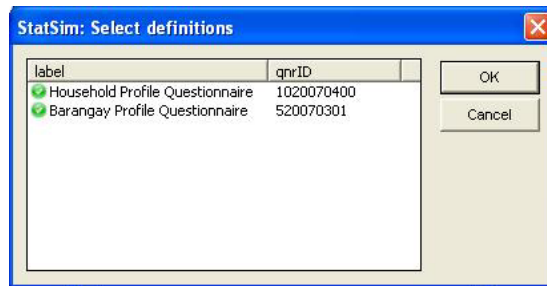 StatSim: Select definitions
label qnrID
Household Profile Questionnaire 1020070400
Barangay Profile Questionnaire 520070301
OK
Cancel